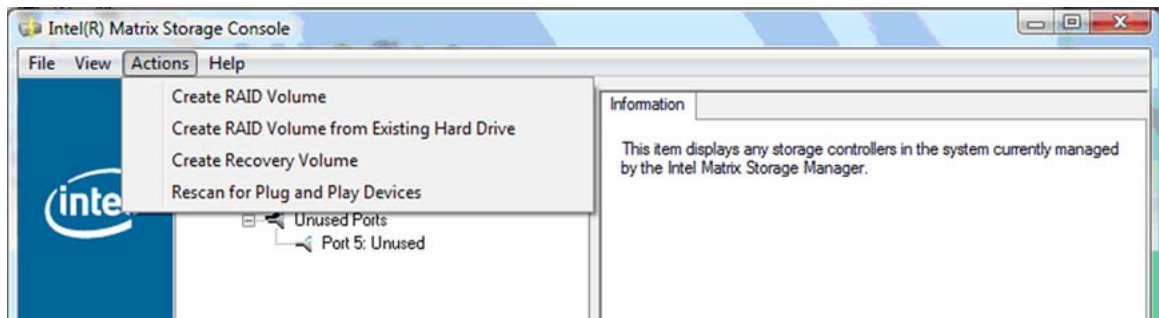 Intel(R) Matrix Storage Console
File View Actions Help
Create RAID Volume
Create RAID Volume from Existing Hard Drive
Create Recovery Volume
Rescan for Plug and Play Devices
Unused Ports
Port 5: Unused
Information
This item displays any storage controllers in the system currently managed
by the Intel Matrix Storage Manager.
inte